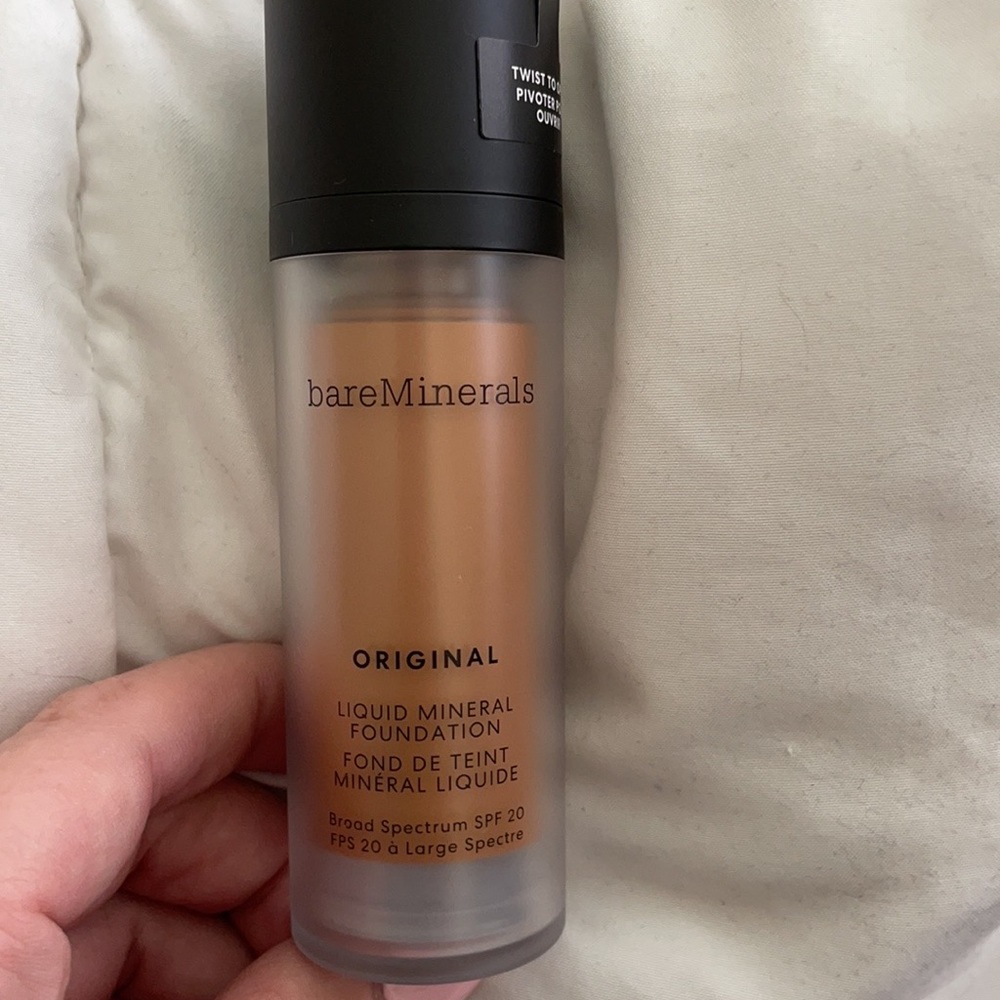 TWIST TO
PIVOTER
bareMinerals
ORIGINAL
LIQUID MINERAL
FOUNDATION
FOND DE TEINT
MINÉRAL LIQUIDE
Broad Spectrum SPF 20
FPS 20 à Large Spectre